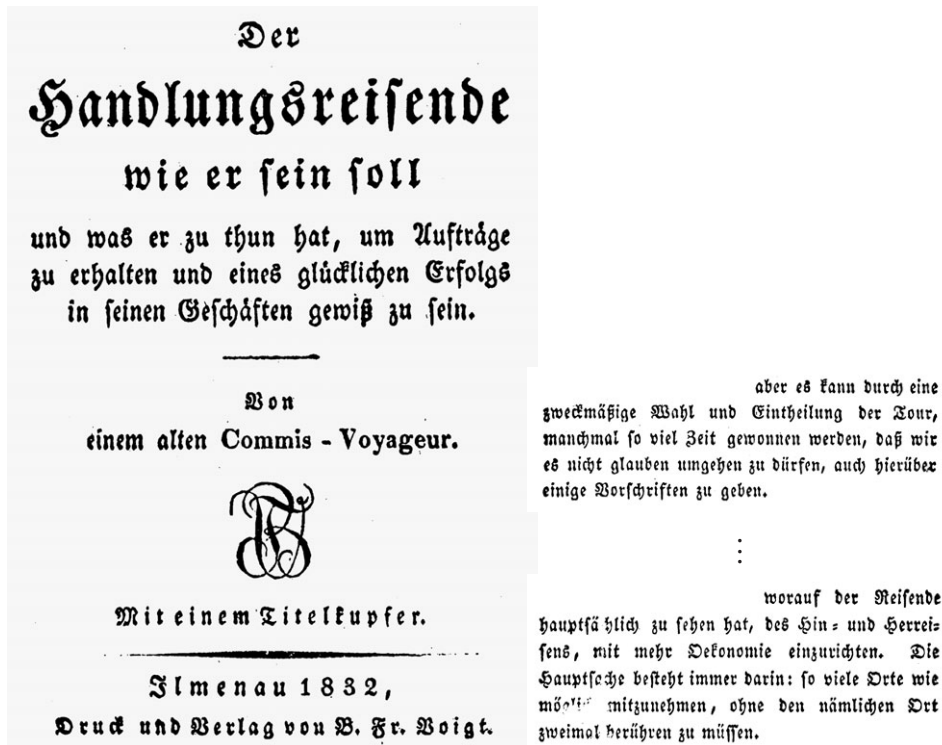 Der
Handlungsreisende
wie er sein soll
und was er zu thun hat, um Aufträge
zu erhalten und eines glücklichen Erfolgs
in seinen Geschäften gewiß zu sein.
Von
einem alten Commis - Voyageur.
Mit einem Titelkupfer.
Ilmenau 1832,
Druck und Verlag von B. Fr. Voigt.
aber es kann durch eine
zweckmäßige Wahl und Eintheilung der Tour,
manchmal so viel Zeit gewonnen werden, daß wir
es nicht glauben umgehen zu dürfen, auch hierüber
einige Vorschriften zu geben.
⋮
worauf der Reisende
hauptsä hlich zu sehen hat, des Hin- und Herrei-
sens, mit mehr Oekonomie einzurichten. Die
Hauptsache besteht immer darin: so viele Orte wie
mitzunehmen, ohne den nämlichen Ort
zweimal berühren zu müssen.